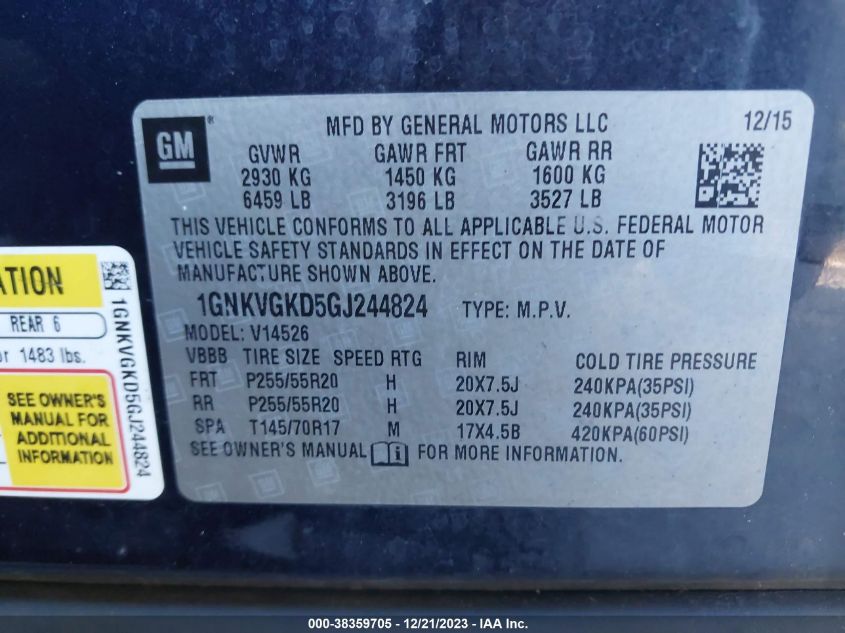 GM ®
MFD BY GENERAL MOTORS LLC 12/15
GVWR GAWR FRT GAWR RR
2930 KG 1450 KG 1600 KG
6459 LB 3196 LB 3527 LB
THIS VEHICLE CONFORMS TO ALL APPLICABLE U.S. FEDERAL MOTOR
VEHICLE SAFETY STANDARDS IN EFFECT ON THE DATE OF
MANUFACTURE SHOWN ABOVE.
1GNKVGKD5GJ244824 TYPE: M.P.V.
MODEL: V14526
VBBB TIRE SIZE SPEED RTG RIM COLD TIRE PRESSURE
FRT P255/55R20 H 20X7.5J 240KPA(35PSI)
RR P255/55R20 H 20X7.5J 240KPA(35PSI)
SPA T145/70R17 M 17X4.5B 420KPA(60PSI)
SEE OWNER'S MANUAL i FOR MORE INFORMATION.
REAR 6
1483 lbs.
SEE OWNER'S
MANUAL FOR
ADDITIONAL
INFORMATION
1GNKVGKD5GJ244824
000-38359705 - 12/21/2023 - IAA Inc.